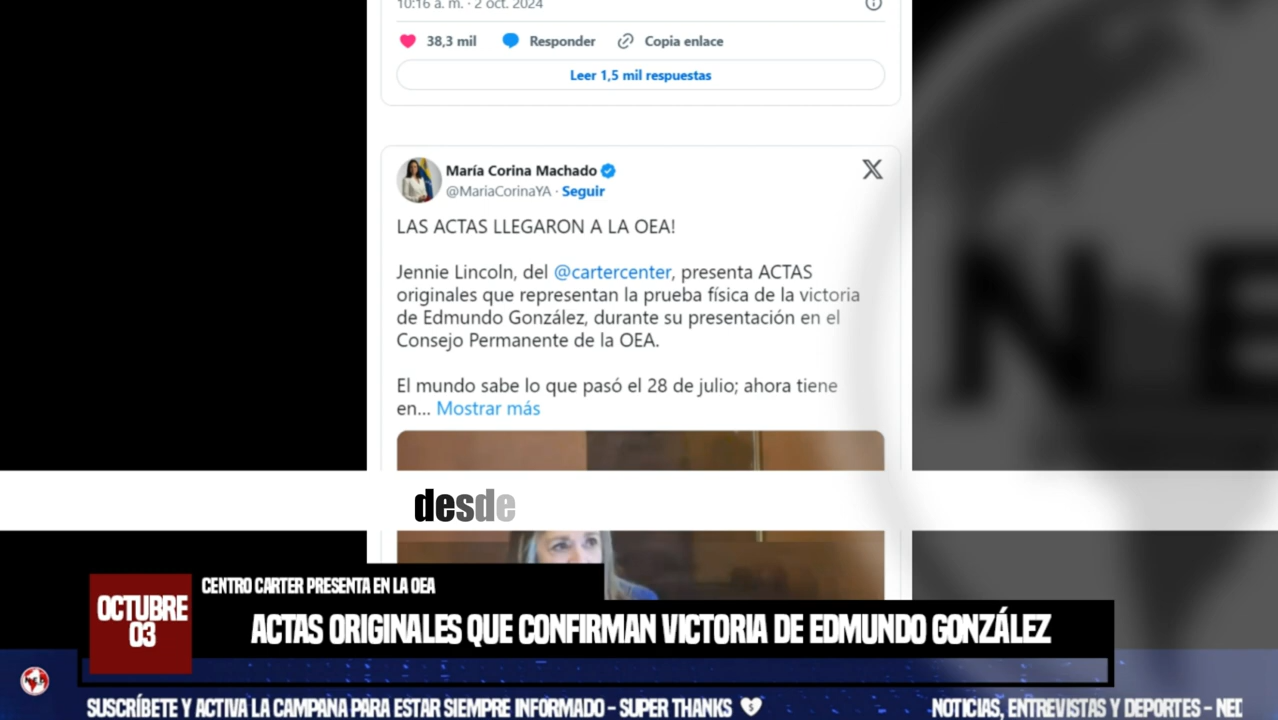 10:16 a. m. · 2 oct. 2024
38,3 mil Responder Copia enlace
Leer 1,5 mil respuestas
María Corina Machado
@MariaCorinaYA · Seguir
LAS ACTAS LLEGARON A LA OEA!
Jennie Lincoln, del @cartercenter, presenta ACTAS
originales que representan la prueba física de la victoria
de Edmundo González, durante su presentación en el
Consejo Permanente de la OEA.
El mundo sabe lo que pasó el 28 de julio; ahora tiene
en... Mostrar más
NE
desde
CENTRO CARTER PRESENTA EN LA OEA
OCTUBRE
03
ACTAS ORIGINALES QUE CONFIRMAN VICTORIA DE EDMUNDO GONZÁLEZ
SUSCRÍBETE Y ACTIVA LA CAMPANA PARA ESTAR SIEMPRE INFORMADO - SUPER THANKS NOTICIAS, ENTREVISTAS Y DEPORTES -